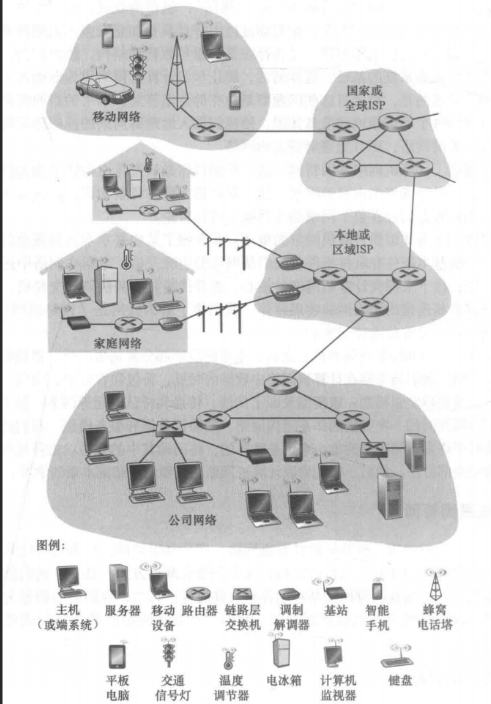 移动网络
国家或
全球ISP
本地或
区域ISP
家庭网络
公司网络
图例:
主机
(或端系统)
服务器
移动
设备
路由器
链路层
交换机
调制
解调器
基站
智能
手机
蜂窝
电话塔
平板
电脑
交通
信号灯
温度
调节器
电冰箱
计算机
监视器
键盘